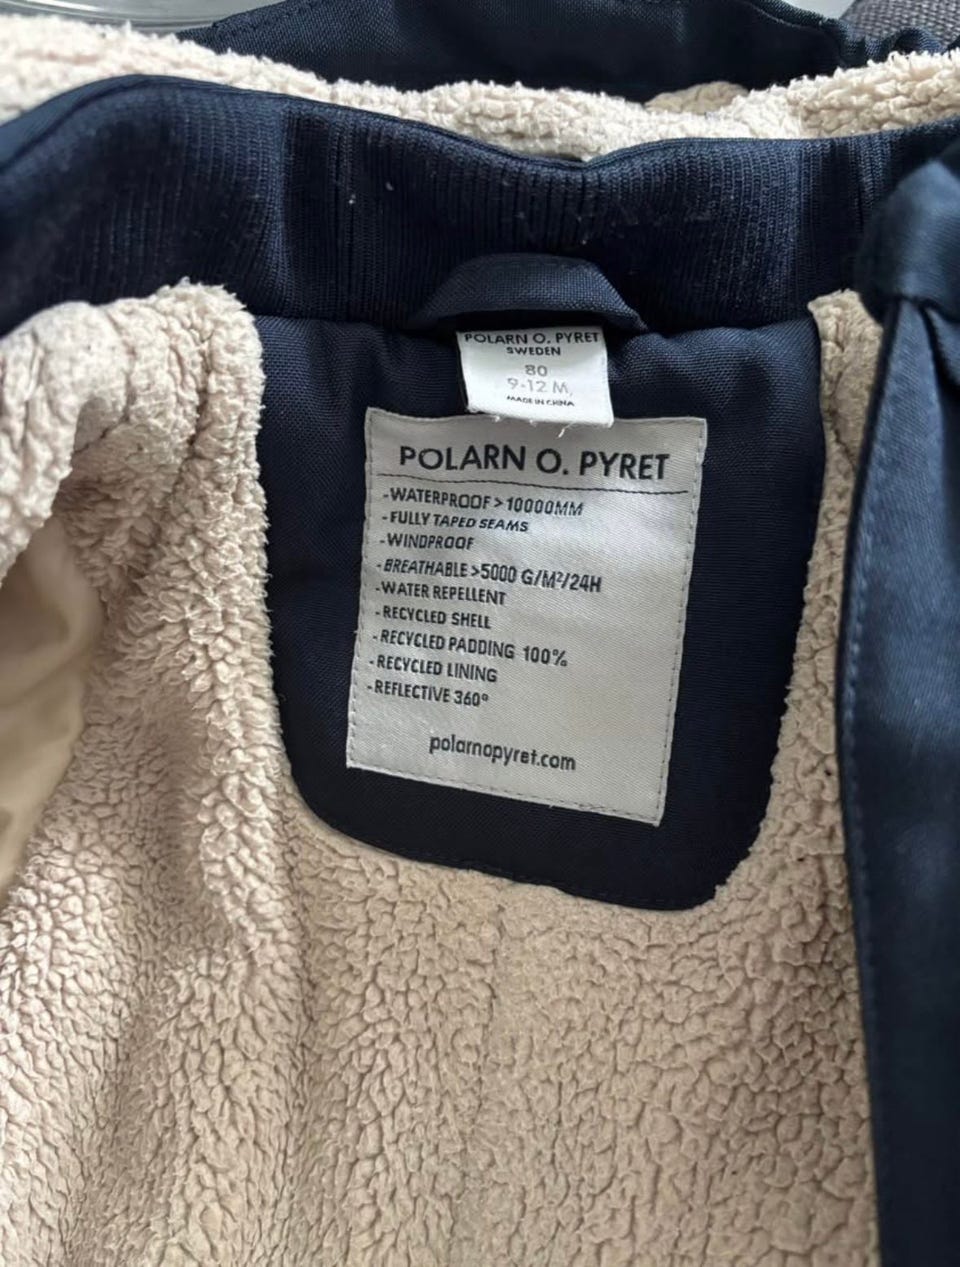 POLARN O. PYRET
SWEDEN
80
9-12 M,
MADE IN CHINA
POLARN O. PYRET
-WATERPROOF > 10000MM
-FULLY TAPED SEAMS
-WINDPROOF
-BREATHABLE >5000 G/M²/24H
-WATER REPELLENT
-RECYCLED SHELL
-RECYCLED PADDING 100%
-RECYCLED LINING
-REFLECTIVE 360°
polarnopyret.com